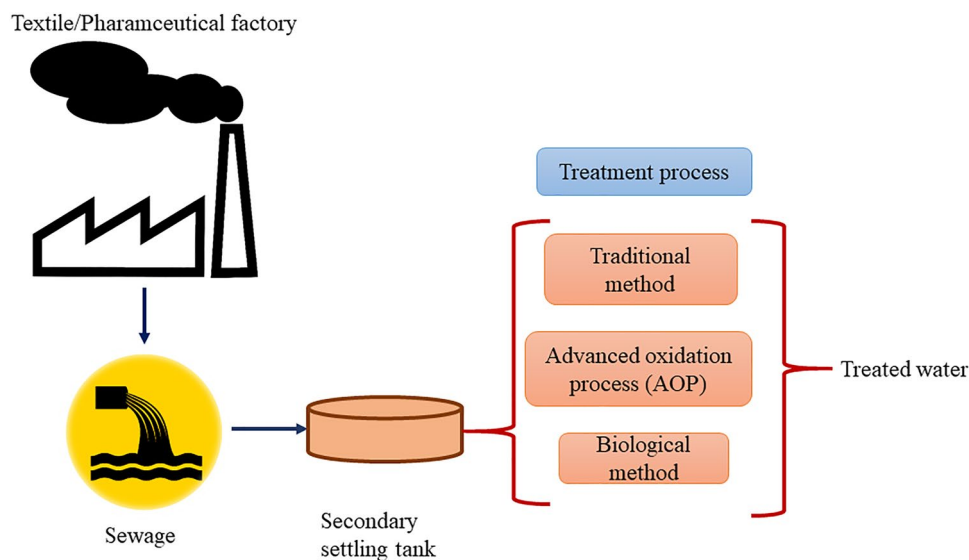 Textile/Pharamceutical factory
Treatment process
Traditional
method
Advanced oxidation
process (AOP)
Treated water
Biological
method
Sewage
Secondary
settling tank